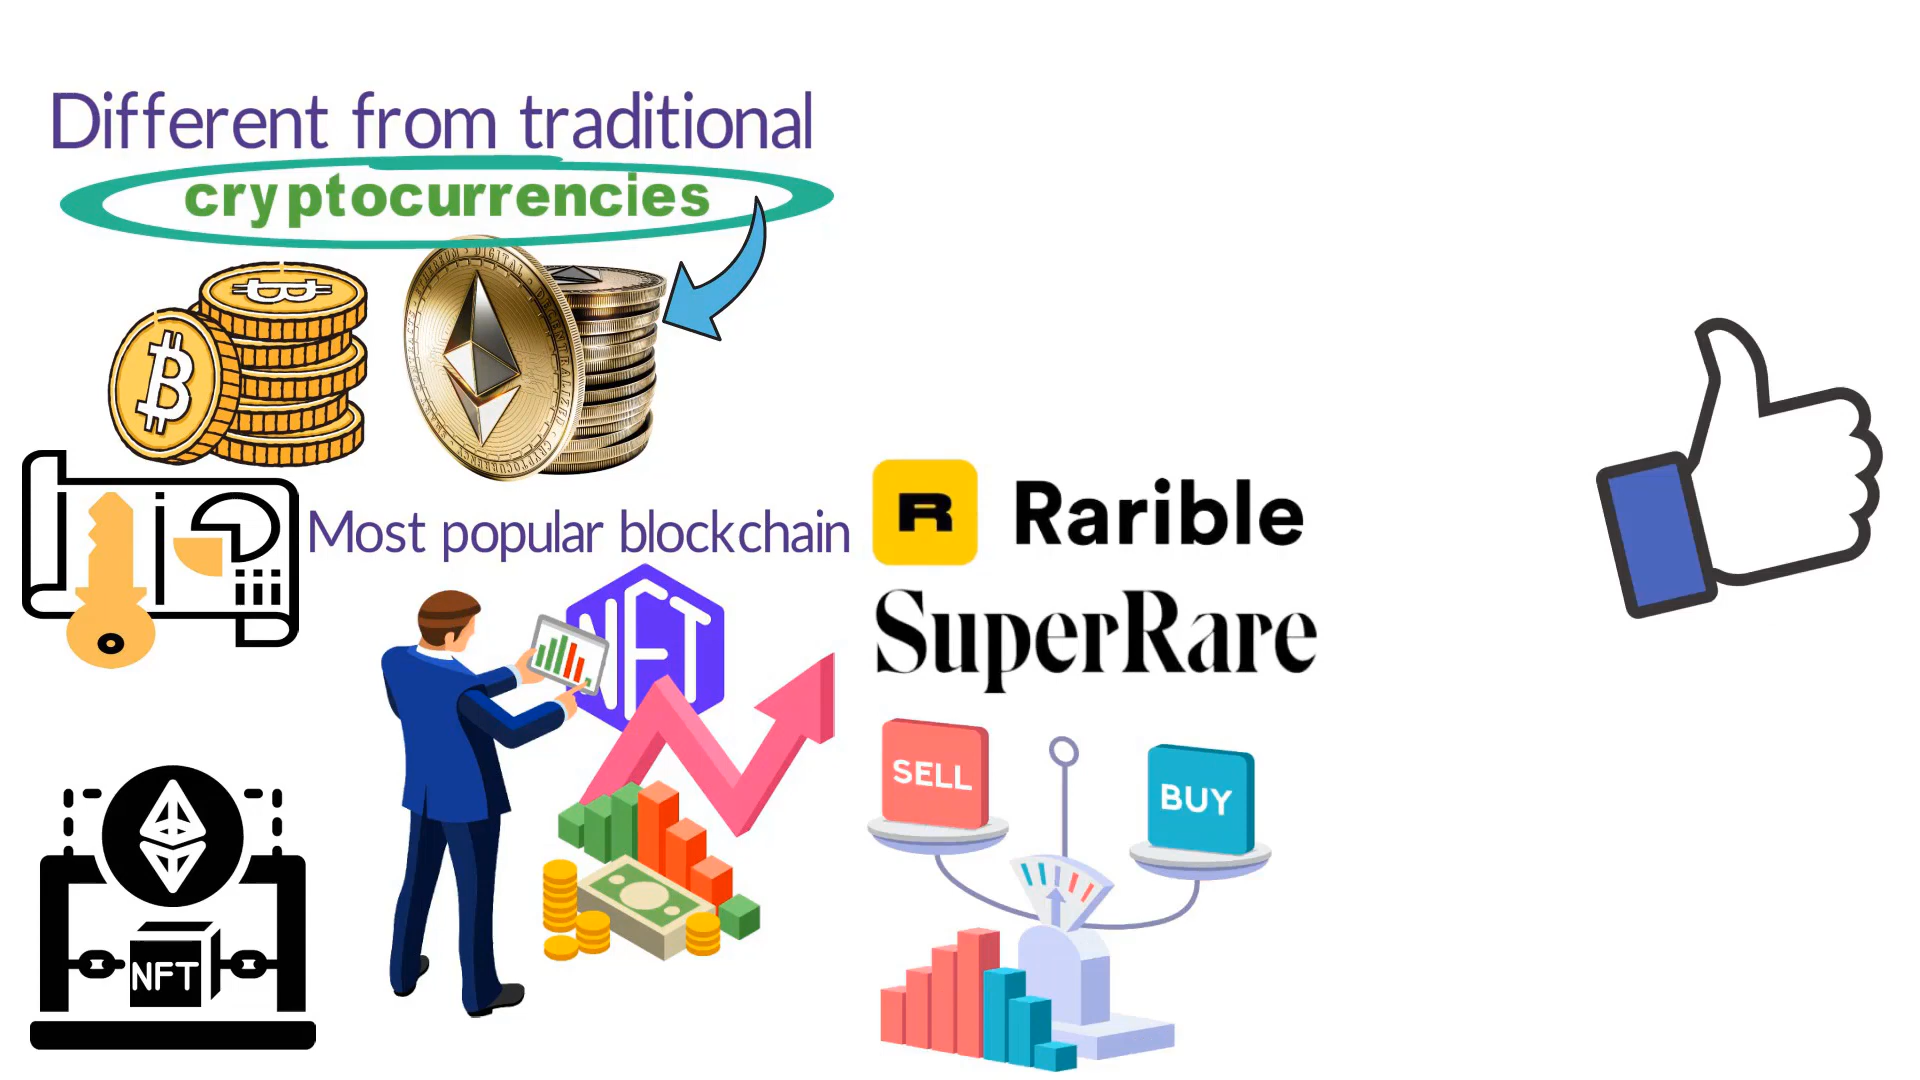 Different from traditional
cryptocurrencies
Most popular blockchain
NFT
NFT
R Rarible
SuperRare
SELL
BUY